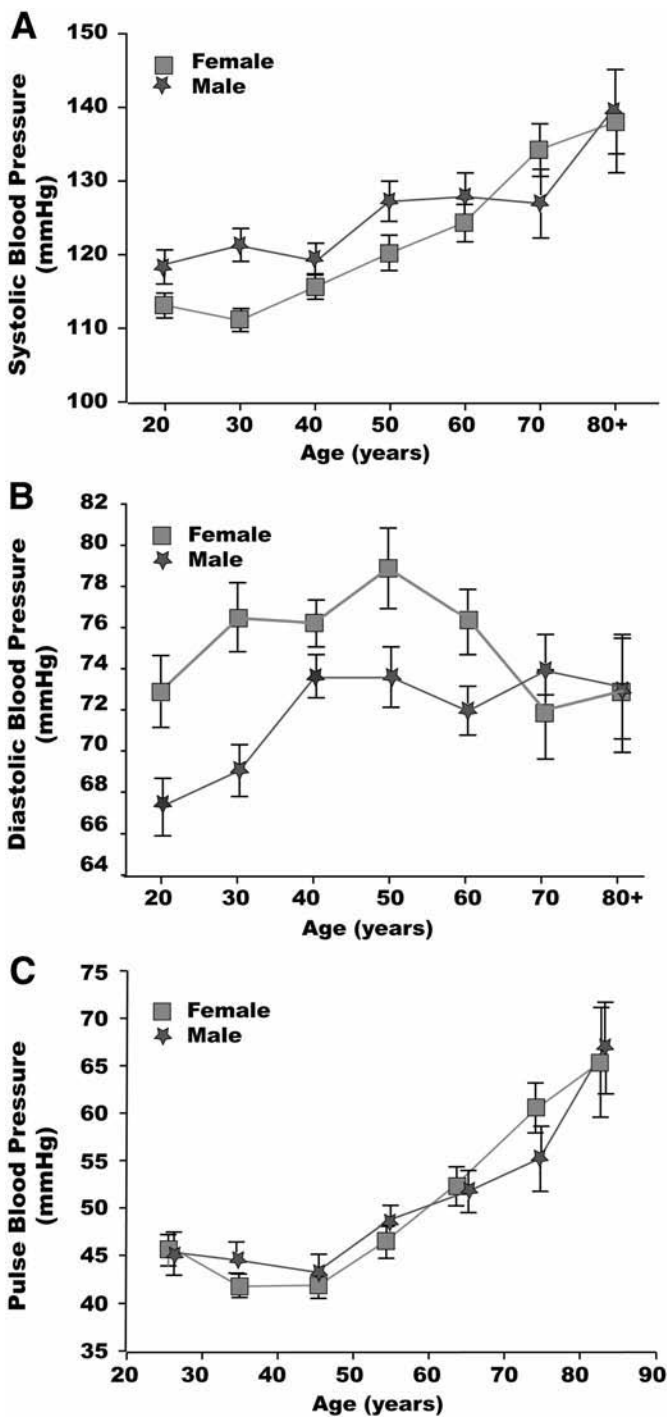 A
Systolic Blood Pressure
(mmHg)
150
140
130
120
110
100
Female
Male
20 30 40 50 60 70 80+
Age (years)
B
Diastolic Blood Pressure
(mmHg)
82
80
78
76
74
72
70
68
66
64
Female
Male
20 30 40 50 60 70 80+
Age (years)
C
Pulse Blood Pressure
(mmHg)
75
70
65
60
55
50
45
40
35
Female
Male
20 30 40 50 60 70 80 90
Age (years)